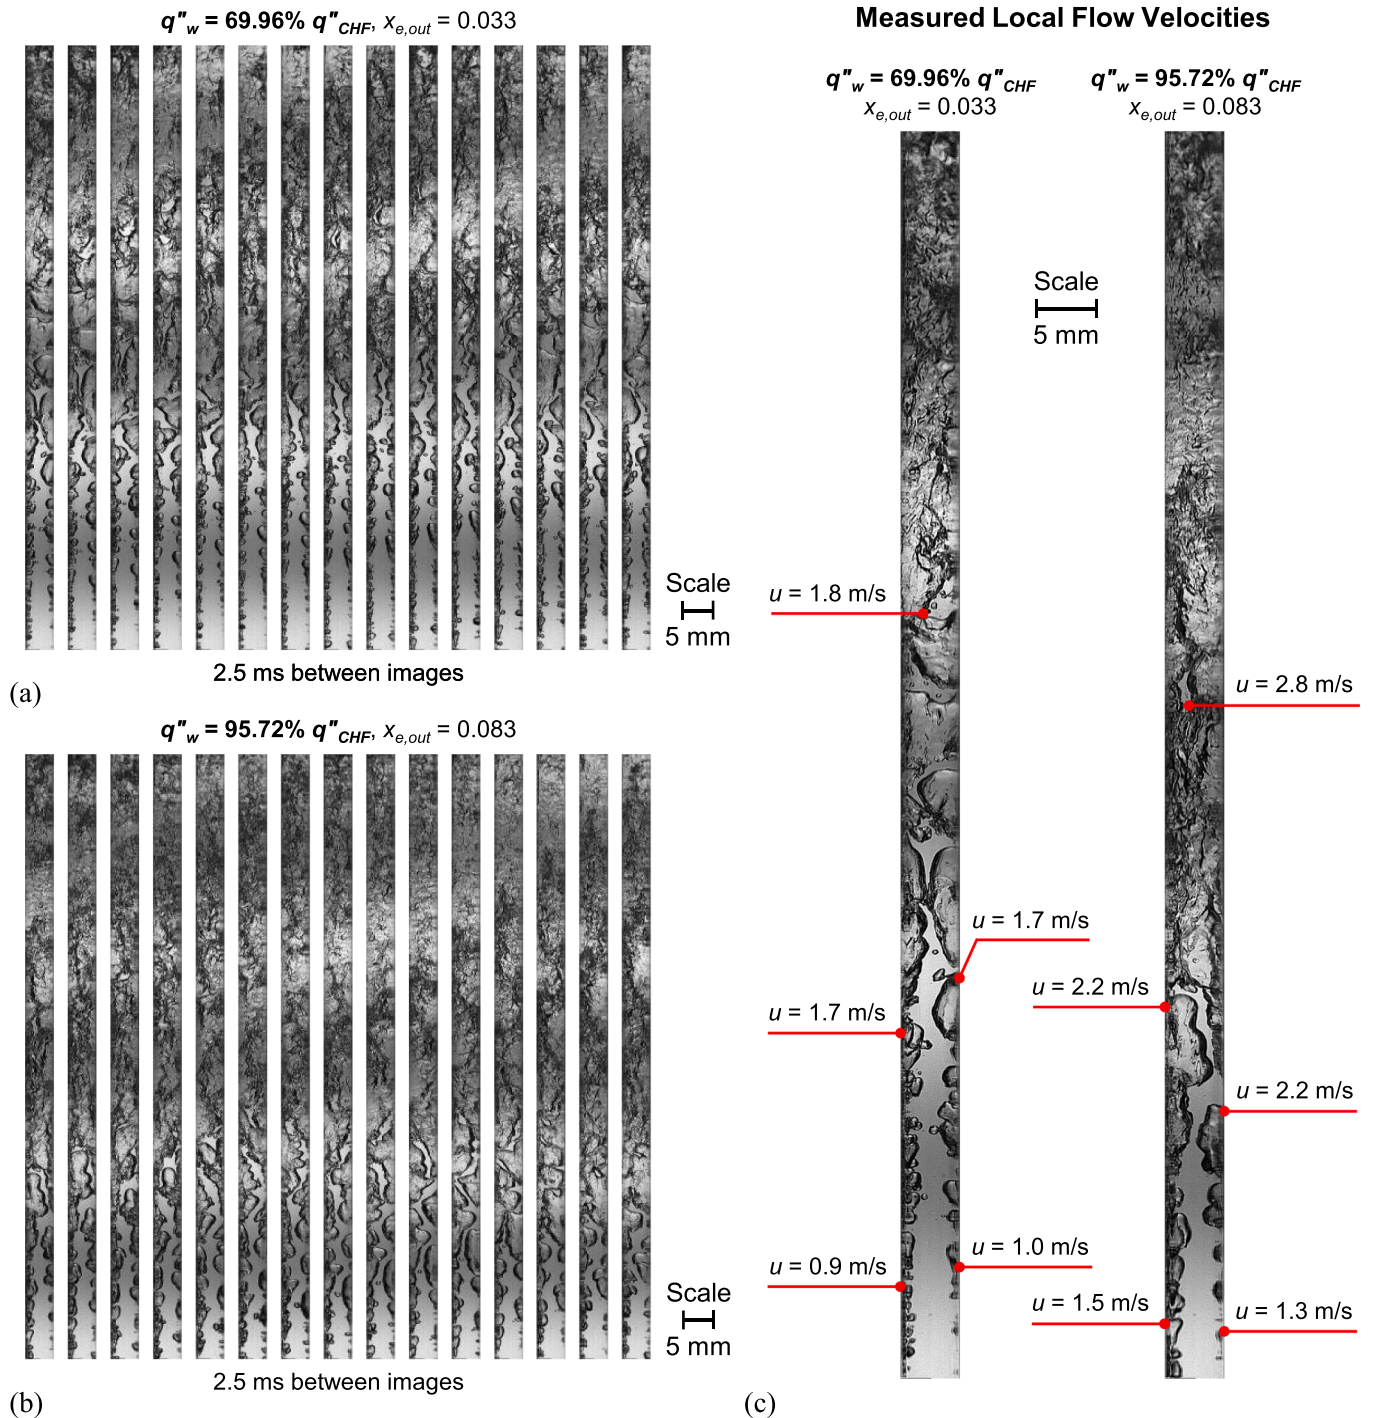 q"w = 69.96% q"CHF, xe,out = 0.033
Scale
5 mm
2.5 ms between images
(a)
q"w = 95.72% q"CHF, xe,out = 0.083
Scale
5 mm
2.5 ms between images
(b)
Measured Local Flow Velocities
q"w = 69.96% q"CHF
xe,out = 0.033
q"w = 95.72% q"CHF
xe,out = 0.083
Scale
5 mm
u = 1.8 m/s
u = 2.8 m/s
u = 1.7 m/s
u = 2.2 m/s
u = 1.7 m/s
u = 2.2 m/s
u = 1.0 m/s
u = 0.9 m/s
u = 1.5 m/s
u = 1.3 m/s
(c)